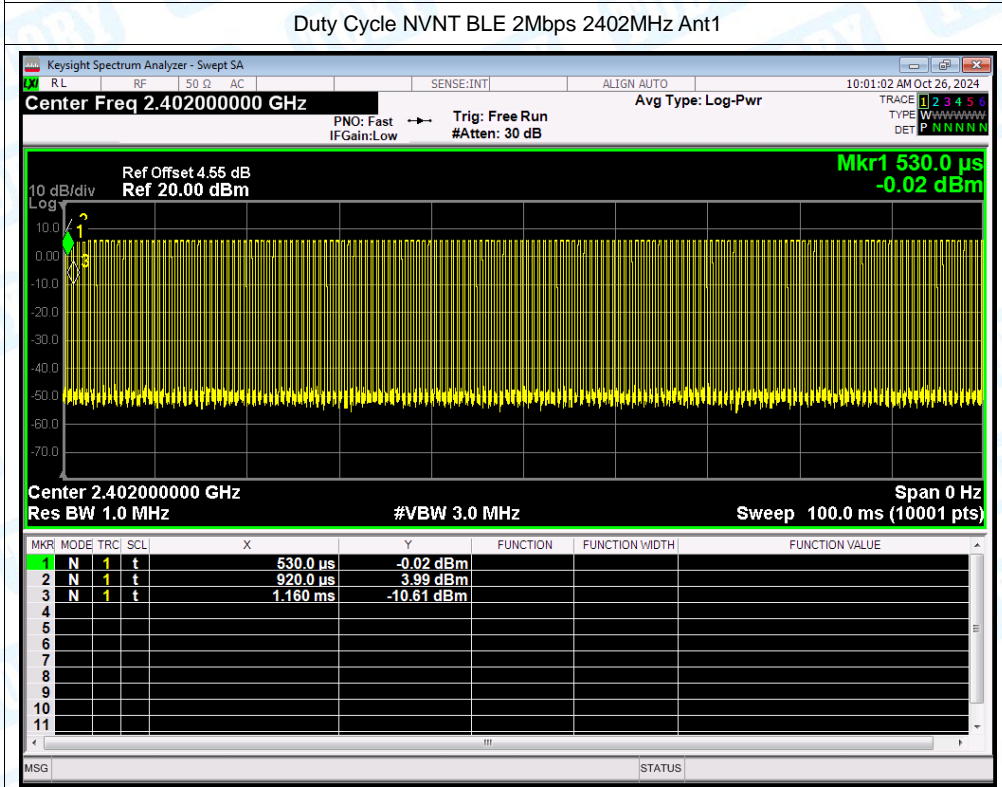 Duty Cycle NVNT BLE 2Mbps 2402MHz Ant1
Keysight Spectrum Analyzer - Swept SA
LXI RL RF 50 Ω AC SENSE:INT ALIGN AUTO 10:01:02 AM Oct 26, 2024
Center Freq 2.402000000 GHz
PNO: Fast
IFGain:Low
Trig: Free Run
#Atten: 30 dB
Avg Type: Log-Pwr
TRACE 1 2 3 4 5 6
TYPE WWWWWW
DET P N N N N N
Mkr1 530.0 µs
-0.02 dBm
10 dB/div
Log
Ref Offset 4.55 dB
Ref 20.00 dBm
10.0
0.00
-10.0
-20.0
-30.0
-40.0
-50.0
-60.0
-70.0
2
1
3
Center 2.402000000 GHz Span 0 Hz
Res BW 1.0 MHz #VBW 3.0 MHz Sweep 100.0 ms (10001 pts)
MKR MODE TRC SCL X Y FUNCTION FUNCTION WIDTH FUNCTION VALUE
1 N 1 t 530.0 µs -0.02 dBm
2 N 1 t 920.0 µs 3.99 dBm
3 N 1 t 1.160 ms -10.61 dBm
4
5
6
7
8
9
10
11
MSG STATUS